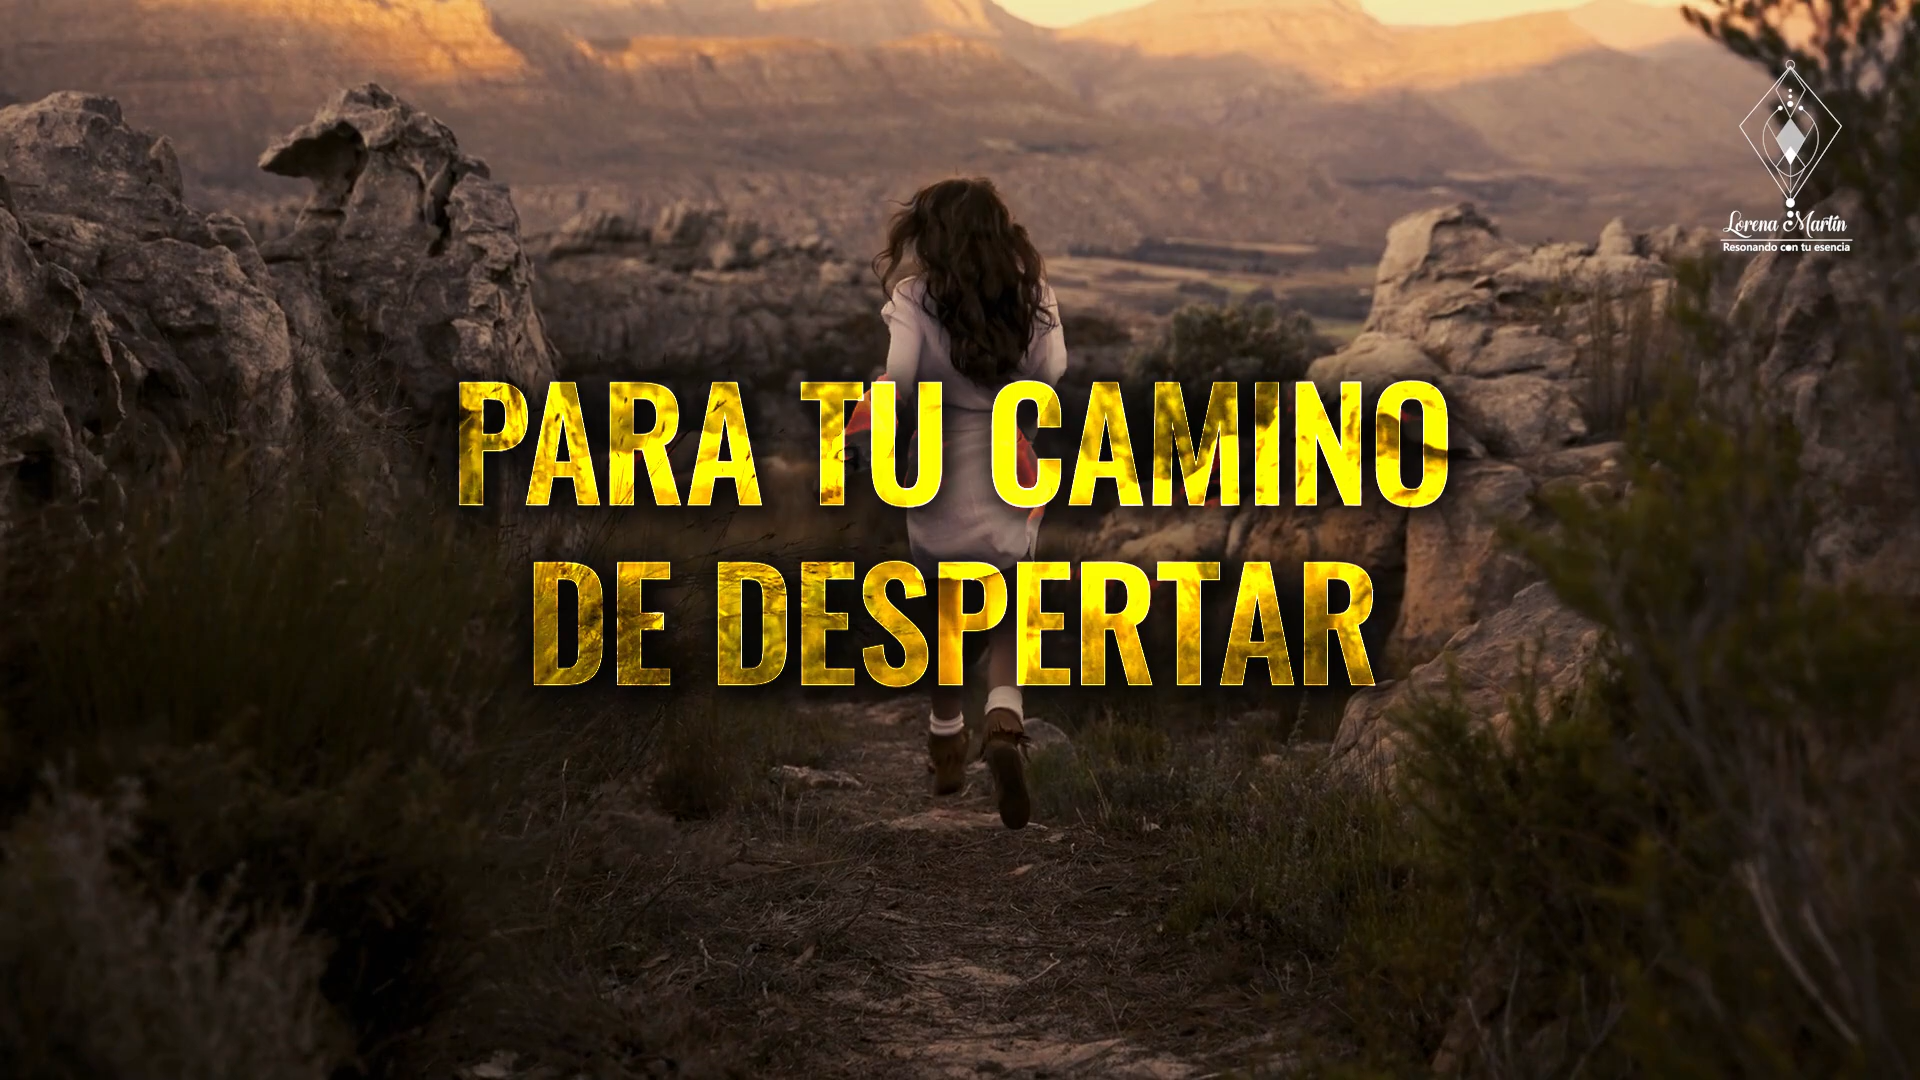 Lorena Martín
Resonando con tu esencia
PARA TU CAMINO
DE DESPERTAR